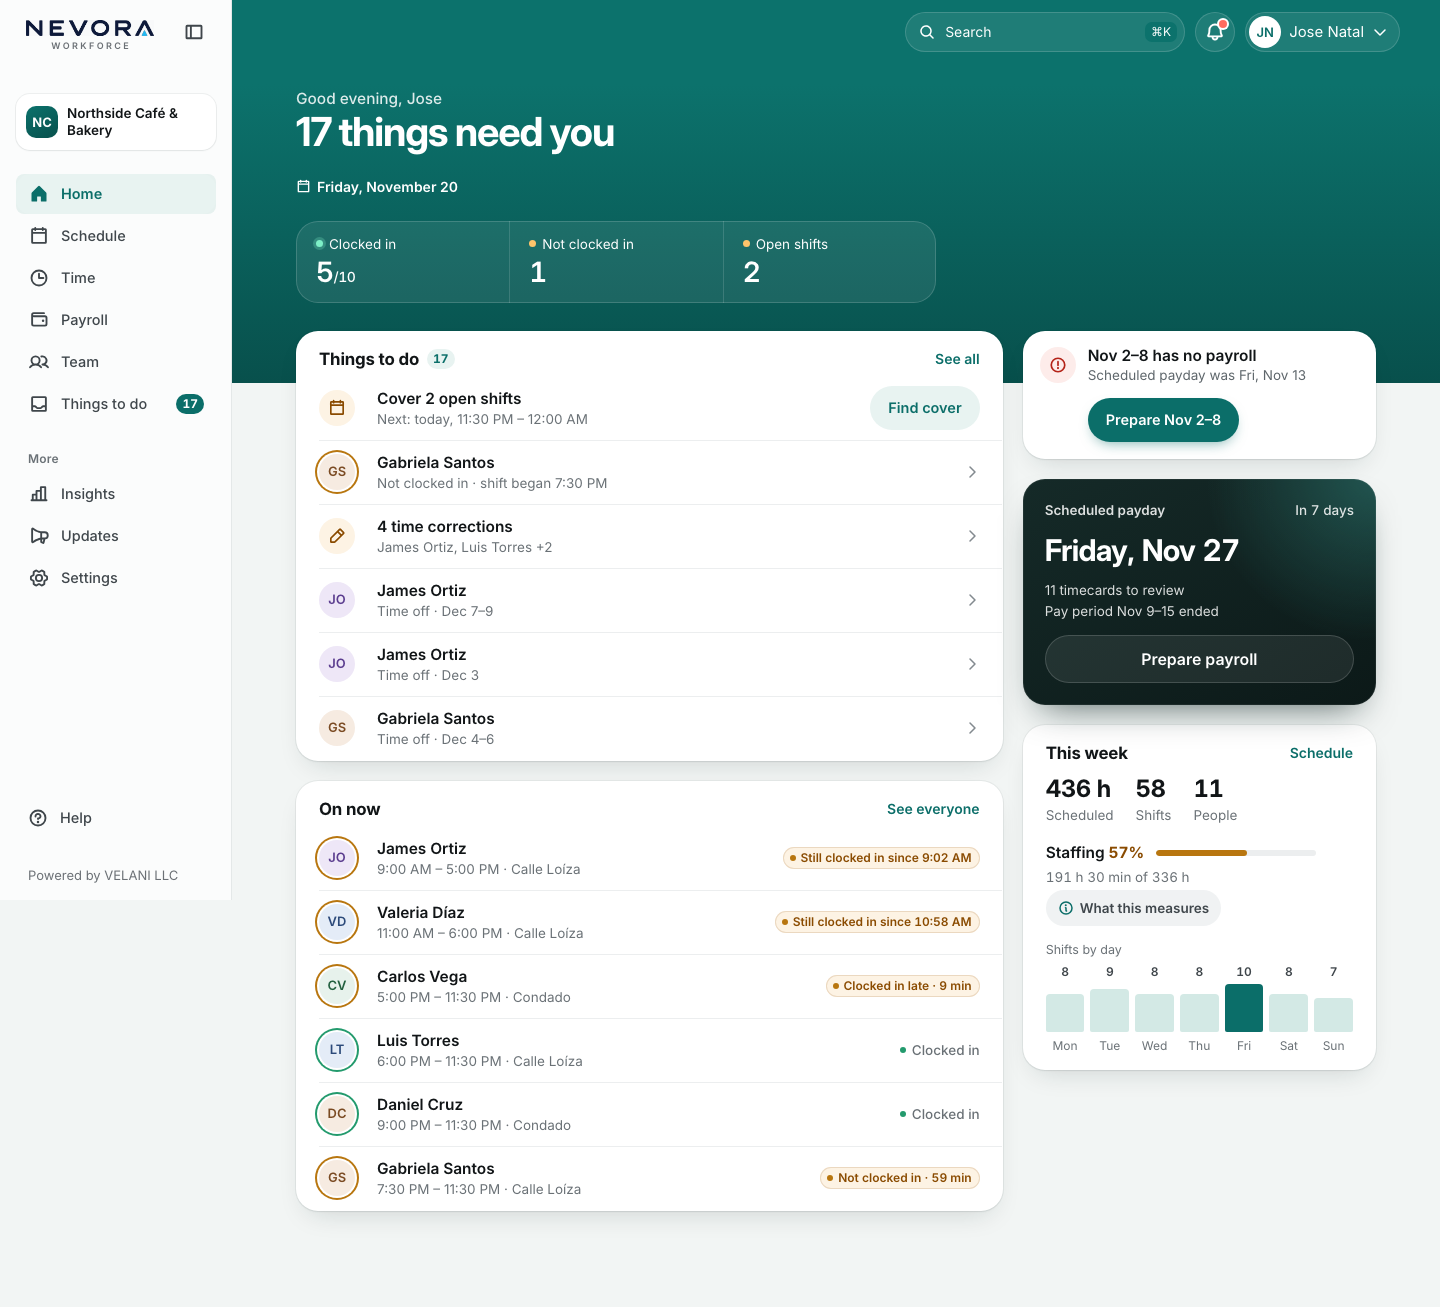 NEVORA
WORKFORCE
NC
Northside Café &
Bakery
Home
Schedule
Time
Payroll
Team
Things to do
17
More
Insights
Updates
Settings
Help
Powered by VELANI LLC
Search
⌘K
JN
Jose Natal
Good evening, Jose
17 things need you
Friday, November 20
Clocked in
5/10
Not clocked in
1
Open shifts
2
Things to do 17
See all
Cover 2 open shifts
Next: today, 11:30 PM – 12:00 AM
Find cover
GS
Gabriela Santos
Not clocked in · shift began 7:30 PM
4 time corrections
James Ortiz, Luis Torres +2
JO
James Ortiz
Time off · Dec 7–9
JO
James Ortiz
Time off · Dec 3
GS
Gabriela Santos
Time off · Dec 4–6
On now
See everyone
JO
James Ortiz
9:00 AM – 5:00 PM · Calle Loíza
Still clocked in since 9:02 AM
VD
Valeria Díaz
11:00 AM – 6:00 PM · Calle Loíza
Still clocked in since 10:58 AM
CV
Carlos Vega
5:00 PM – 11:30 PM · Condado
Clocked in late · 9 min
LT
Luis Torres
6:00 PM – 11:30 PM · Calle Loíza
Clocked in
DC
Daniel Cruz
9:00 PM – 11:30 PM · Condado
Clocked in
GS
Gabriela Santos
7:30 PM – 11:30 PM · Calle Loíza
Not clocked in · 59 min
Nov 2–8 has no payroll
Scheduled payday was Fri, Nov 13
Prepare Nov 2–8
Scheduled payday
In 7 days
Friday, Nov 27
11 timecards to review
Pay period Nov 9–15 ended
Prepare payroll
This week
Schedule
436 h 58 11
Scheduled Shifts People
Staffing 57%
191 h 30 min of 336 h
What this measures
Shifts by day
8 9 8 8 10 8 7
Mon Tue Wed Thu Fri Sat Sun